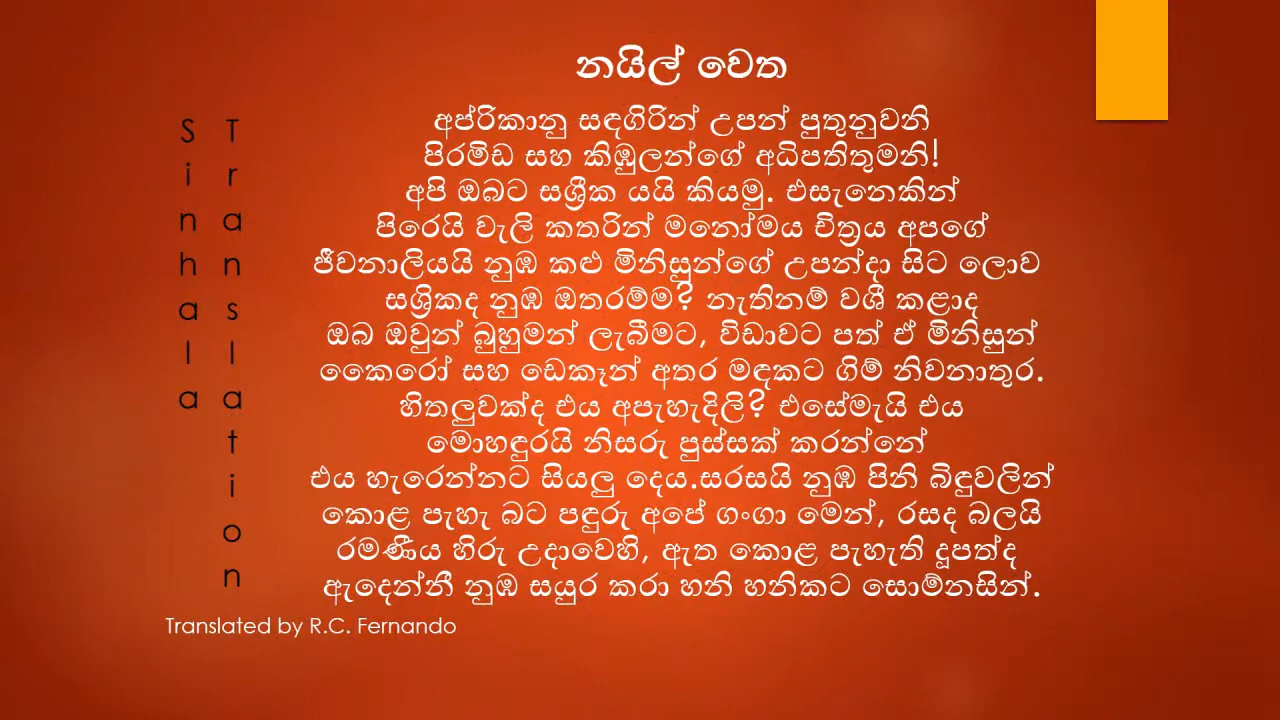 නයිල් වෙත
Sinhala
Translation
අප්රිකානු සඳගිරින් උපන් පුතුනුවනි
පිරමිඩ සහ කිඹුලන්ගේ අධිපතිතුමනි!
අපි ඔබට සශ්‍රීක යයි කියමු. එසැනෙකින්
පිරෙයි වැලි කතරින් මනෝමය චිත්‍රය අපගේ
ජීවනාලියයි නුඹ කළු මිනිසුන්ගේ උපන්දා සිට ලොව
සශ්‍රිකද නුඹ ඔතරම්ම? නැතිනම් වශී කළාද
ඔබ ඔවුන් බුහුමන් ලැබීමට, විඩාවට පත් ඒ මිනිසුන්
කෛරෝ සහ ඩෙකෑන් අතර මඳකට ගිම් නිවනාතුර.
හිතලුවක්ද එය අපැහැදිලි? එසේමැයි එය
මොහඳුරයි නිසරු පුස්සක් කරන්නේ
එය හැරෙන්නට සියලු දෙය.සරසයි නුඹ පිනි බිඳුවලින්
කොළ පැහැ බට පඳුරු අපේ ගංගා මෙන්, රසද බලයි
රමණීය හිරු උදාවෙහි, ඇත කොළ පැහැති දූපත්ද
ඇදෙන්නී නුඹ සයුර කරා හනි හනිකට සොම්නසින්.
Translated by R.C. Fernando